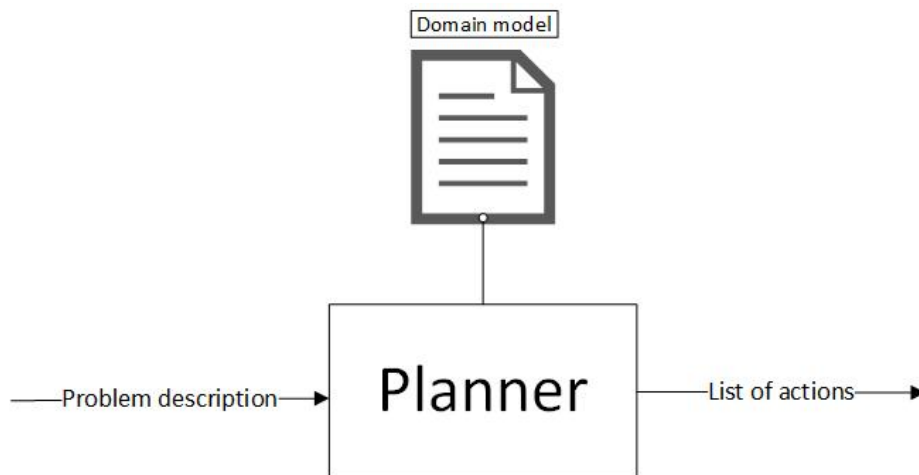 Domain model
Problem description
Planner
List of actions